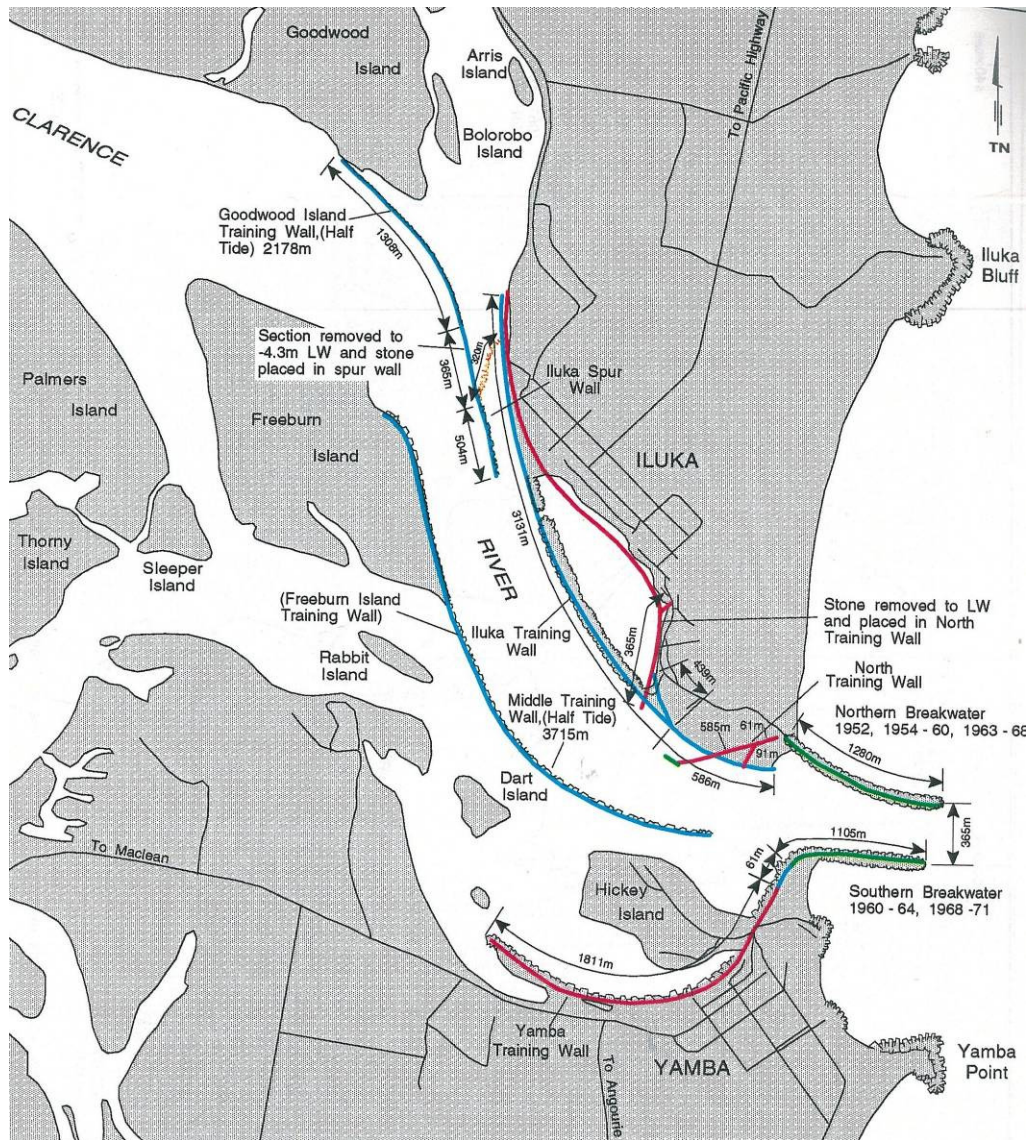 Goodwood
Island
Arris
Island
Bolorobo
Island
To Pacific Highway
TN
CLARENCE
Goodwood Island
Training Wall,(Half
Tide) 2178m
1308m
Iluka
Bluff
Section removed to
-4.3m LW and stone
placed in spur wall
320m
365m
504m
Iluka Spur
Wall
Palmers
Island
Freeburn
Island
ILUKA
3131m
RIVER
Thorny
Island
Sleeper
Island
(Freeburn Island
Training Wall)
Iluka Training
Wall
365m
Stone removed to LW
and placed in North
Training Wall
439m
North
Training Wall
Rabbit
Island
Middle Training
Wall,(Half Tide)
3715m
585m
61m
91m
586m
Northern Breakwater
1952, 1954 - 60, 1963 - 68
1280m
Dart
Island
365m
To Maclean
1105m
61m
Hickey
Island
Southern Breakwater
1960 - 64, 1968 -71
1811m
Yamba
Training Wall
YAMBA
Yamba
Point
To Angourie